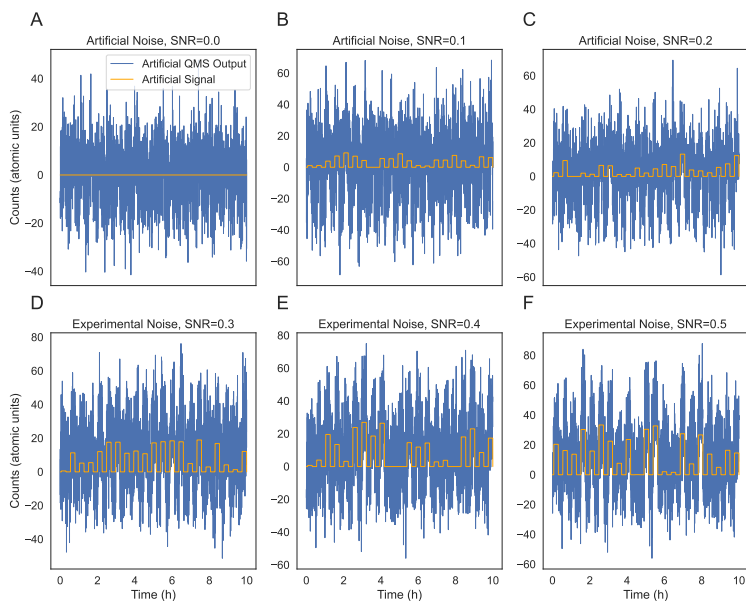 A
B
C
Artificial Noise, SNR=0.0
Artificial Noise, SNR=0.1
Artificial Noise, SNR=0.2
Counts (atomic units)
40
20
0
−20
−40
Artificial QMS Output
Artificial Signal
60
40
20
0
−20
−40
−60
60
40
20
0
−20
−40
−60
D
E
F
Experimental Noise, SNR=0.3
Experimental Noise, SNR=0.4
Experimental Noise, SNR=0.5
Counts (atomic units)
80
60
40
20
0
−20
−40
80
60
40
20
0
−20
−40
−60
80
60
40
20
0
−20
−40
−60
0 2 4 6 8 10
0 2 4 6 8 10
0 2 4 6 8 10
Time (h)
Time (h)
Time (h)